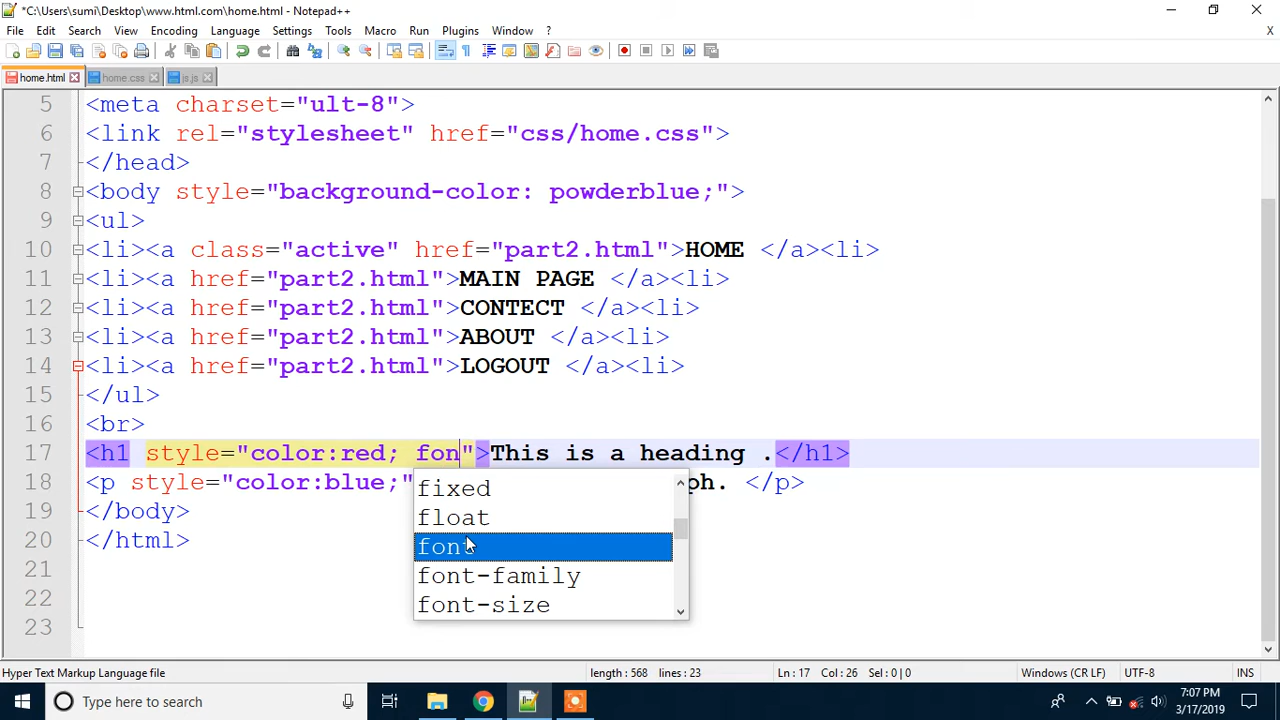 *C:\Users\sumi\Desktop\www.html.com\home.html - Notepad++
File Edit Search View Encoding Language Settings Tools Macro Run Plugins Window ? X
home.html home.css js.js
5 <meta charset="ult-8">
6 <link rel="stylesheet" href="css/home.css">
7 </head>
8 <body style="background-color: powderblue;">
9 <ul>
10 <li><a class="active" href="part2.html">HOME </a><li>
11 <li><a href="part2.html">MAIN PAGE </a><li>
12 <li><a href="part2.html">CONTECT </a><li>
13 <li><a href="part2.html">ABOUT </a><li>
14 <li><a href="part2.html">LOGOUT </a><li>
15 </ul>
16 <br>
17 <h1 style="color:red; fon">This is a heading .</h1>
18 <p style="color:blue;" ph. </p>
fixed
19 </body>
float
20 </html>
font
21
font-family
22
font-size
23
Hyper Text Markup Language file length : 568 lines : 23 Ln : 17 Col : 26 Sel : 0 | 0 Windows (CR LF) UTF-8 INS
Type here to search
7:07 PM
3/17/2019